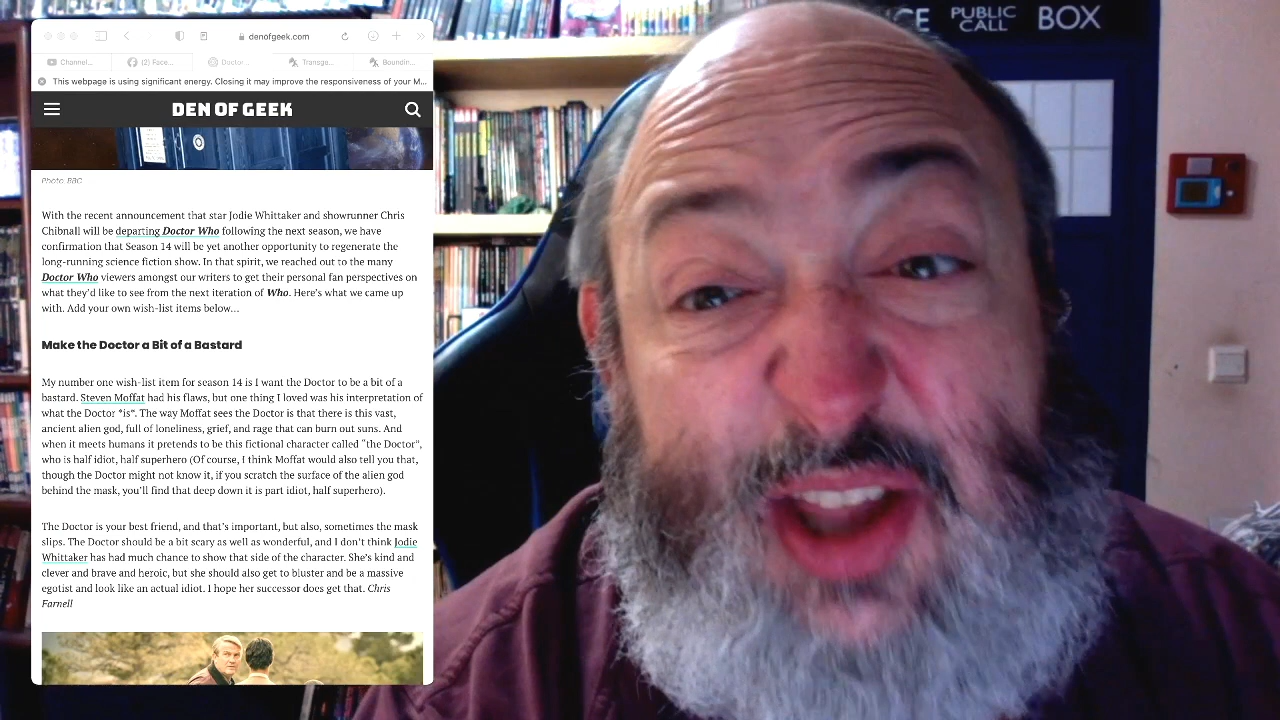 denofgeek.com
Channel...
(2) Face...
Doctor...
Transga...
Boundin...
This webpage is using significant energy. Closing it may improve the responsiveness of your M...
DEN OF GEEK
Photo: BBC
With the recent announcement that star Jodie Whittaker and showrunner Chris
Chibnall will be departing Doctor Who following the next season, we have
confirmation that Season 14 will be yet another opportunity to regenerate the
long-running science fiction show. In that spirit, we reached out to the many
Doctor Who viewers amongst our writers to get their personal fan perspectives on
what they'd like to see from the next iteration of Who. Here's what we came up
with. Add your own wish-list items below…
Make the Doctor a Bit of a Bastard
My number one wish-list item for season 14 is I want the Doctor to be a bit of a
bastard. Steven Moffat had his flaws, but one thing I loved was his interpretation of
what the Doctor *is*. The way Moffat sees the Doctor is that there is this vast,
ancient alien god, full of loneliness, grief, and rage that can burn out suns. And
when it meets humans it pretends to be this fictional character called "the Doctor",
who is half idiot, half superhero (Of course, I think Moffat would also tell you that,
though the Doctor might not know it, if you scratch the surface of the alien god
behind the mask, you'll find that deep down it is part idiot, half superhero).
The Doctor is your best friend, and that's important, but also, sometimes the mask
slips. The Doctor should be a bit scary as well as wonderful, and I don't think Jodie
Whittaker has had much chance to show that side of the character. She's kind and
clever and brave and heroic, but she should also get to bluster and be a massive
egotist and look like an actual idiot. I hope her successor does get that. Chris
Farnell
CE PUBLIC CALL BOX